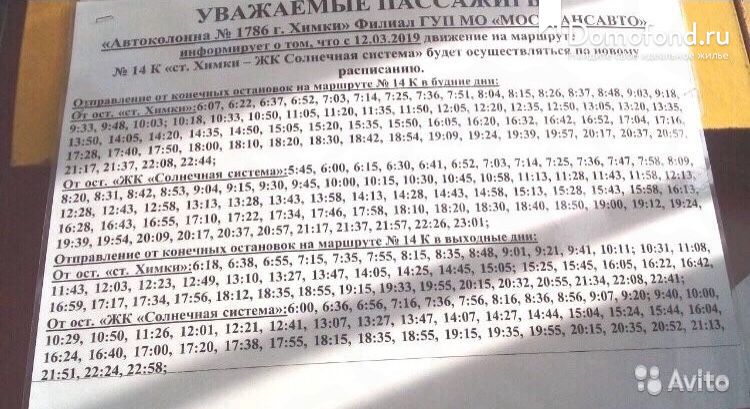 УВАЖАЕМЫЕ ПАССАЖИРЫ
«Автоколонна № 1786 г. Химки» Филиал ГУП МО «МОСТРАНСАВТО»
информирует о том, что с 12.03.2019 движение на маршруте
№ 14 К «ст. Химки – ЖК Солнечная система» будет осуществляться по новому
расписанию.
Отправление от конечных остановок на маршруте № 14 К в будние дни:
От ост. «ст. Химки»:6:07, 6:22, 6:37, 6:52, 7:03, 7:14, 7:25, 7:36, 7:51, 8:04, 8:15, 8:26, 8:37, 8:48, 9:03, 9:18,
9:33, 9:48, 10:03; 10:18, 10:33, 10:50, 11:05, 11:20, 11:35, 11:50, 12:05, 12:20, 12:35, 12:50, 13:05, 13:20, 13:35,
13:50, 14:05, 14:20, 14:35, 14:50, 15:05, 15:20, 15:35, 15:50, 16:05, 16:20, 16:32, 16:42, 16:52, 17:04, 17:16,
17:28, 17:40, 17:50, 18:00, 18:10, 18:20, 18:30, 18:42, 18:54, 19:09, 19:24, 19:39, 19:57, 20:17, 20:37, 20:57,
21:17, 21:37, 22:08, 22:44;
От ост. «ЖК «Солнечная система»:5:45, 6:00, 6:15, 6:30, 6:41, 6:52, 7:03, 7:14, 7:25, 7:36, 7:47, 7:58, 8:09,
8:20, 8:31, 8:42, 8:53, 9:04, 9:15, 9:30, 9:45, 10:00, 10:15, 10:30, 10:45, 10:58, 11:13, 11:28, 11:43, 11:58, 12:13,
12:28, 12:43, 12:58, 13:13, 13:28, 13:43, 13:58, 14:13, 14:28, 14:43, 14:58, 15:13, 15:28, 15:43, 15:58, 16:13,
16:28, 16:43, 16:55, 17:10, 17:22, 17:34, 17:46, 17:58, 18:10, 18:20, 18:30, 18:40, 18:50, 19:00, 19:12, 19:24,
19:39, 19:54, 20:09, 20:17, 20:37, 20:57, 21:17, 21:37, 21:57, 22:26, 23:01;
Отправление от конечных остановок на маршруте № 14 К в выходные дни:
От ост. «ст. Химки»:6:18, 6:38, 6:55, 7:15, 7:35, 7:55, 8:15, 8:35, 8:48, 9:01, 9:21, 9:41, 10:11; 10:31, 11:08,
11:43, 12:03, 12:23, 12:49, 13:10, 13:27, 13:47, 14:05, 14:25, 14:45, 15:05; 15:25, 15:45, 16:05, 16:22, 16:42,
16:59, 17:17, 17:34, 17:56, 18:12, 18:35, 18:55, 19:15, 19:33, 19:55, 20:15, 20:32, 20:55, 21:34, 22:08, 22:41;
От ост. «ЖК «Солнечная система»:6:00, 6:36, 6:56, 7:16, 7:36, 7:56, 8:16, 8:36, 8:56, 9:07, 9:20; 9:40, 10:00,
10:29, 10:50, 11:26, 12:01, 12:21, 12:41, 13:07, 13:27, 13:47, 14:07, 14:27, 14:44, 15:04, 15:24, 15:44, 16:04,
16:24, 16:40, 17:00, 17:20, 17:38, 17:55, 18:15, 18:35, 18:55, 19:15, 19:35, 19:55, 20:15, 20:35, 20:52, 21:13,
21:51, 22:24, 22:58;
Domofond.ru
Найдите свое идеальное жилье
Avito